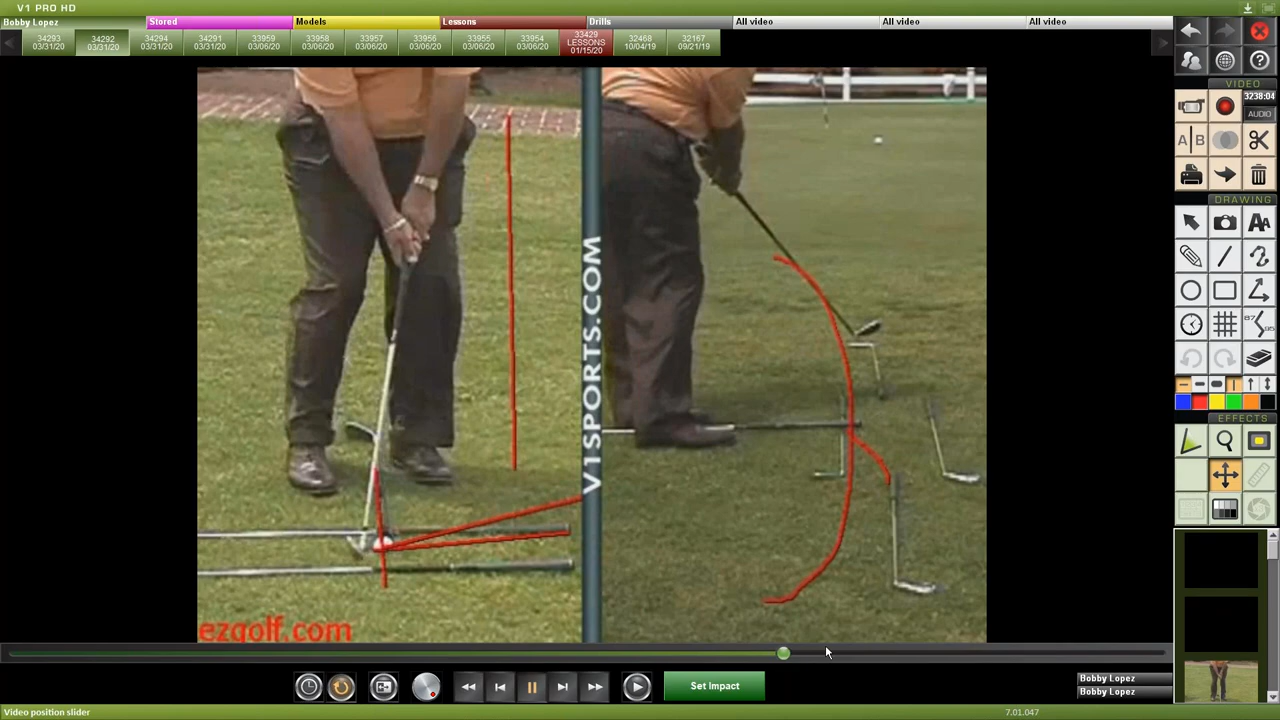 V1 PRO HD
Bobby Lopez
Stored
Models
Lessons
Drills
All video
All video
All video
34293
03/31/20
34292
03/31/20
34294
03/31/20
34291
03/31/20
33959
03/06/20
33958
03/06/20
33957
03/06/20
33956
03/06/20
33955
03/06/20
33954
03/06/20
33429
LESSONS
01/15/20
32468
10/04/19
32167
09/21/19
VIDEO
3238:04
AUDIO
A|B
DRAWING
AA
EFFECTS
V1SPORTS.COM
ezgolf.com
Set Impact
Bobby Lopez
Bobby Lopez
Video position slider
7.01.047